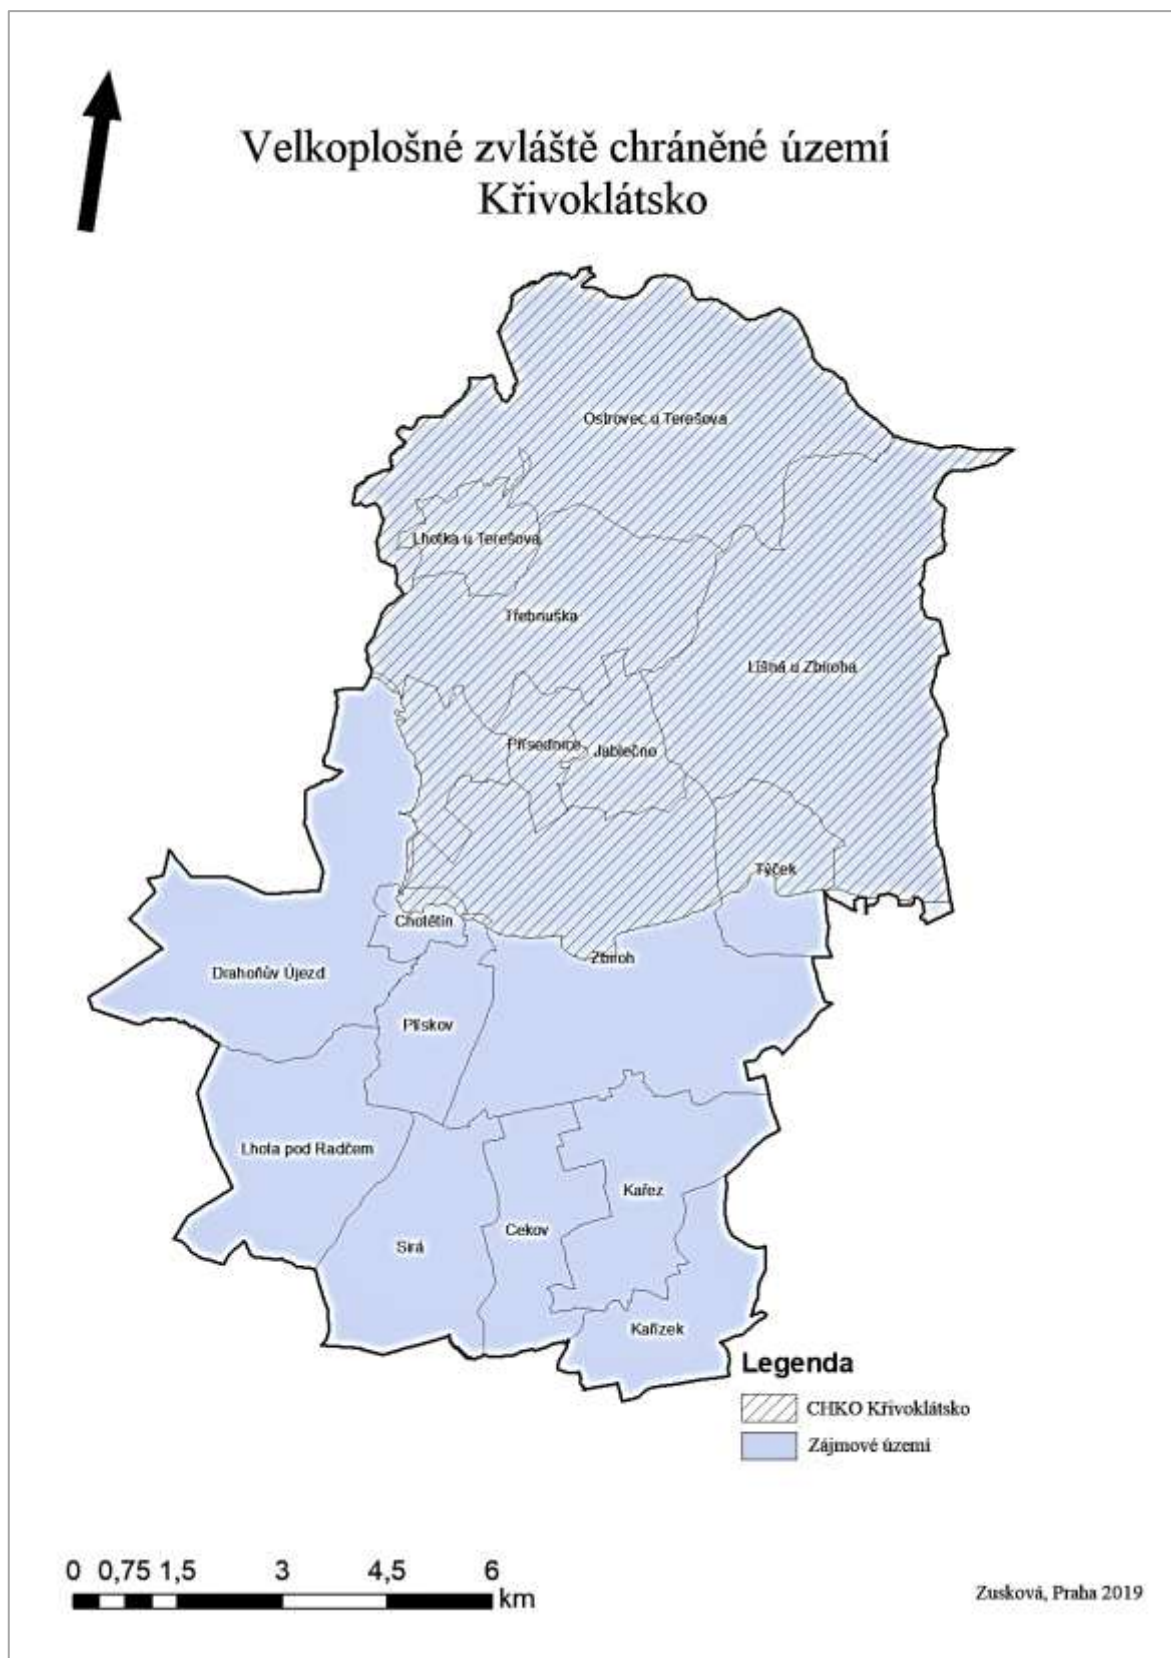 Velkoplošné zvláště chráněné území
Křivoklátsko
Ostrovec u Terešova
Lhotka u Terešova
Třebnuška
Líšná u Zbiroha
Přísednice
Jablečno
Týček
Cholětín
Zbiroh
Drahoňův Újezd
Plískov
Lhota pod Radčem
Kařez
Cekov
Sirá
Kařízek
Legenda
CHKO Křivoklátsko
Zájmové území
0 0,75 1,5 3 4,5 6
km
Zusková, Praha 2019